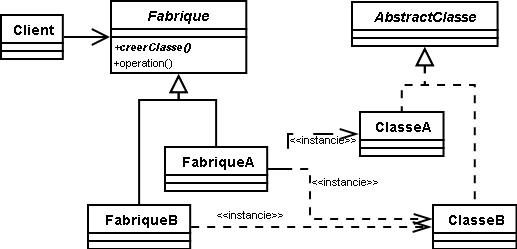 Fabrique
AbstractClasse
Client
+creerClasse()
+operation()
<<instancie>>
ClasseA
FabriqueA
<<instancie>>
FabriqueB
<<instancie>>
ClasseB